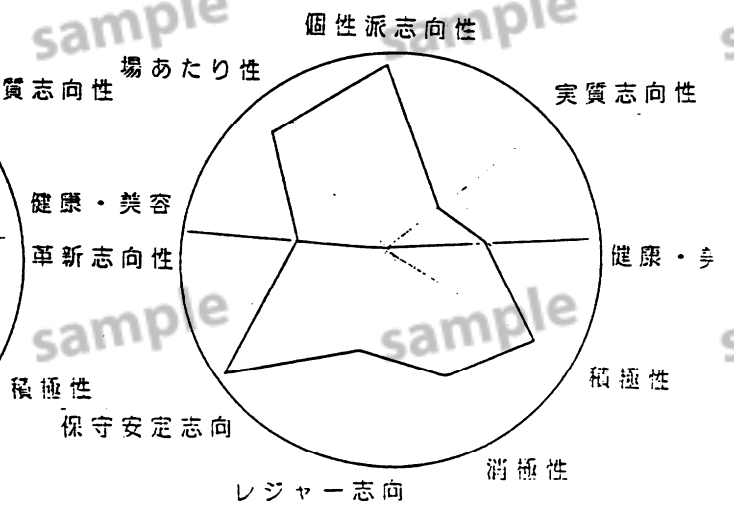 sample
sample
個性派志向性
場あたり性
質志向性
実質志向性
健康・美容
革新志向性
健康・
sample
sample
積極性
積極性
保守安定志向
消極性
レジャー志向